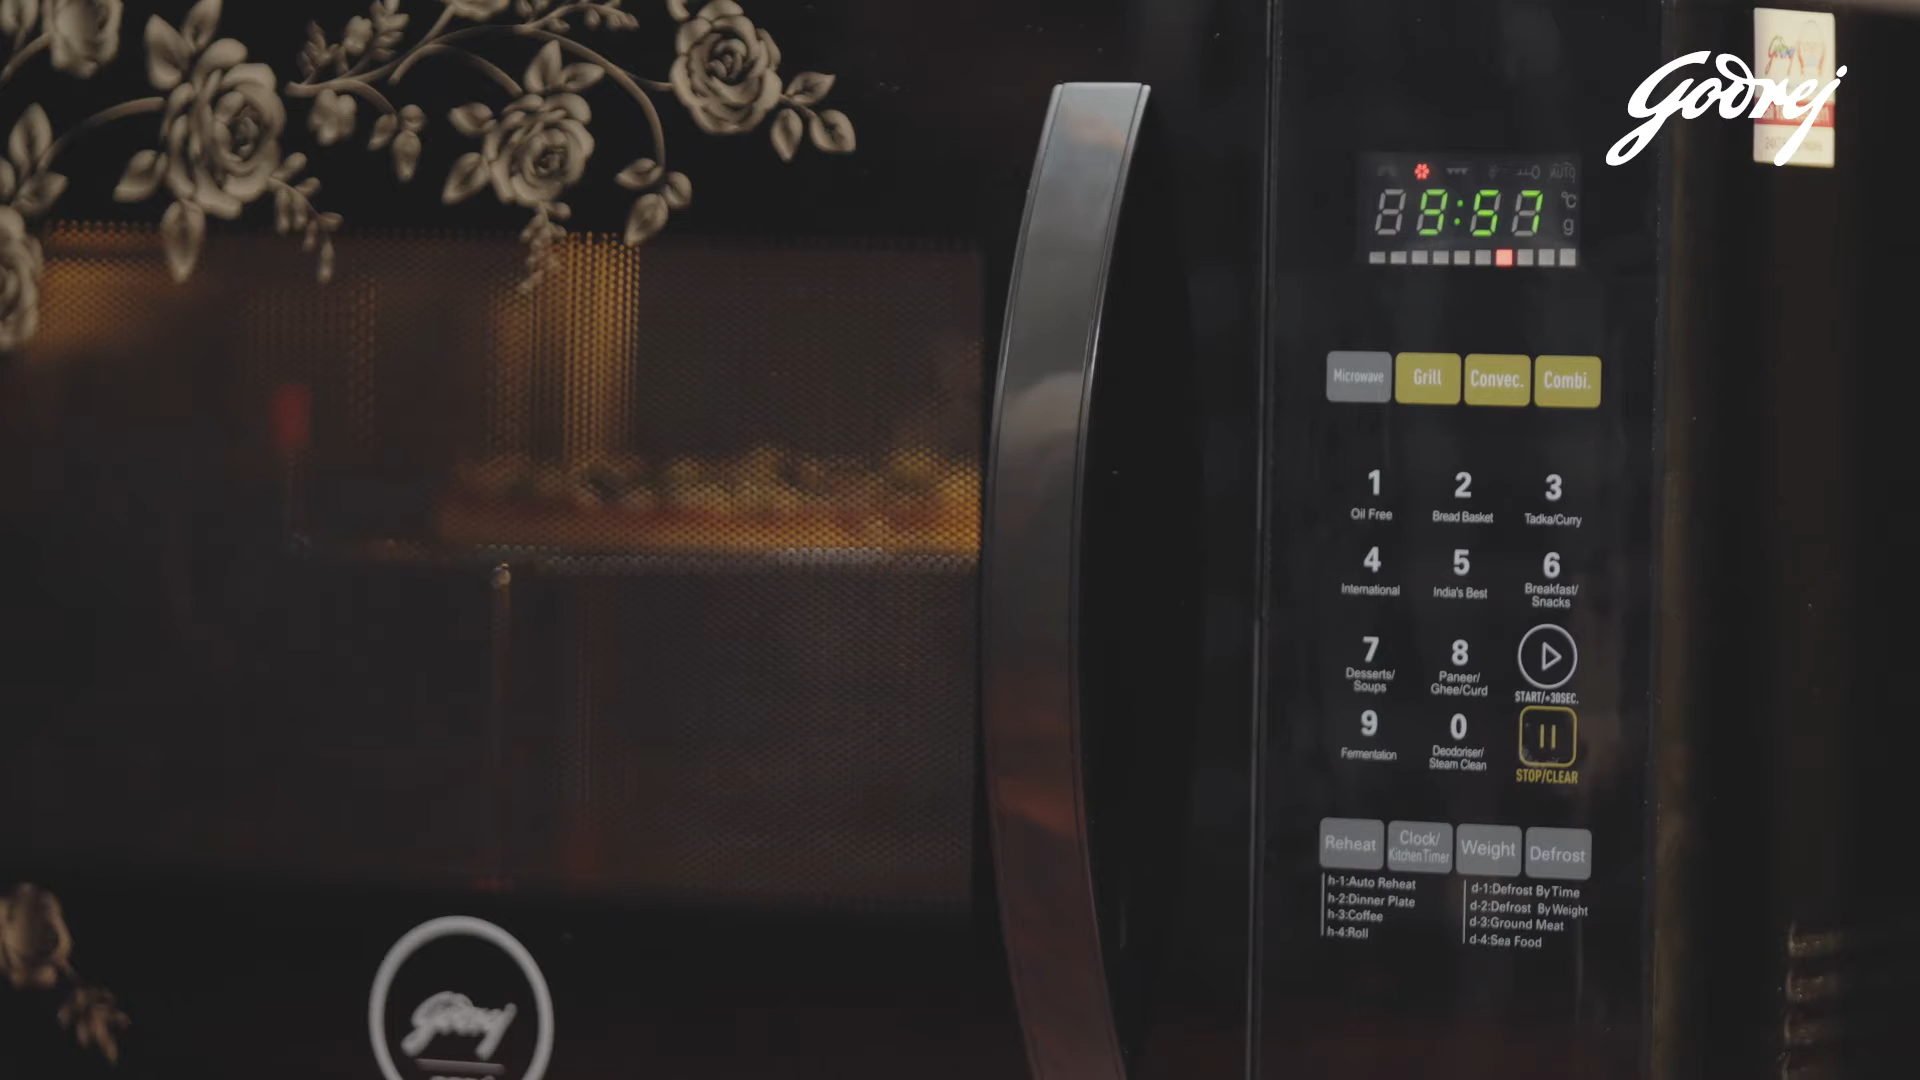 Godrej
AUTO
9:57
°C
g
Microwave
Grill
Convec.
Combi.
1
Oil Free
2
Bread Basket
3
Tadka/Curry
4
International
5
India's Best
6
Breakfast/
Snacks
7
Desserts/
Soups
8
Paneer/
Ghee/Curd
START/+30SEC.
9
Fermentation
0
Deodoriser/
Steam Clean
STOP/CLEAR
Reheat
Clock/
Kitchen Timer
Weight
Defrost
h-1:Auto Reheat
h-2:Dinner Plate
h-3:Coffee
h-4:Roll
d-1:Defrost By Time
d-2:Defrost By Weight
d-3:Ground Meat
d-4:Sea Food
Godrej